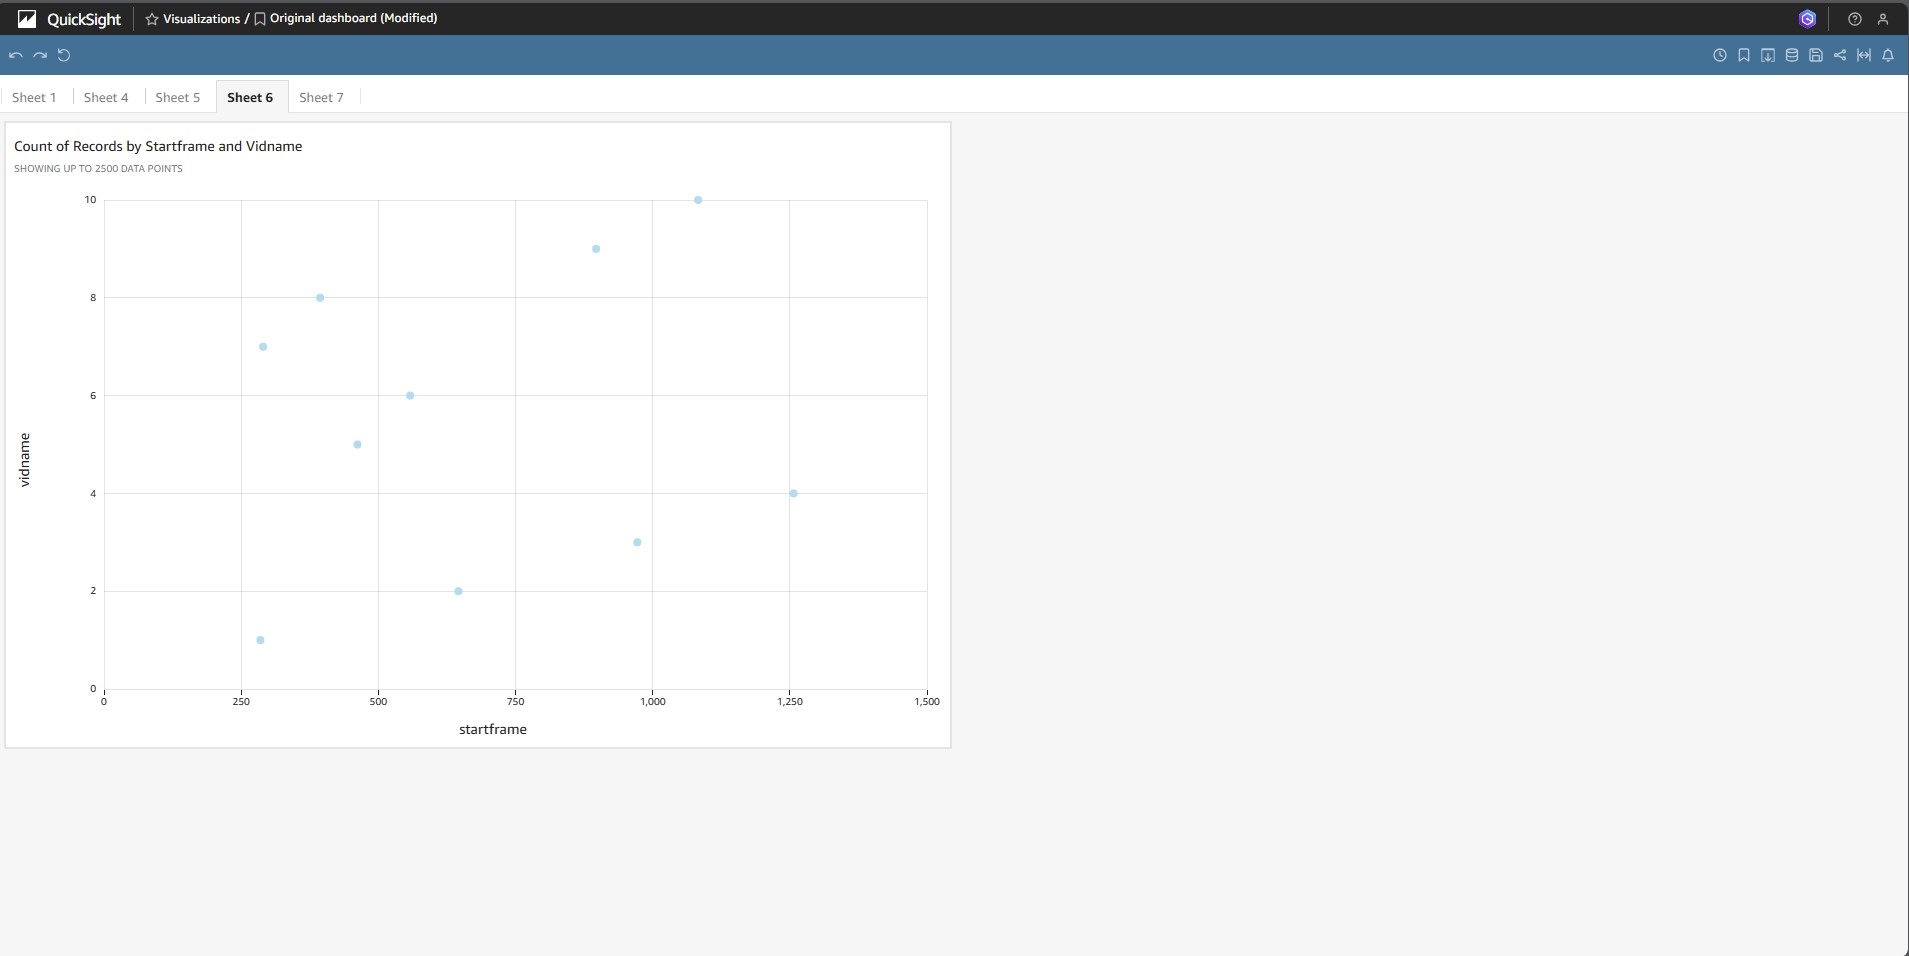 QuickSight Visualizations / Original dashboard (Modified)
Sheet 1 Sheet 4 Sheet 5 Sheet 6 Sheet 7
Count of Records by Startframe and Vidname
SHOWING UP TO 2500 DATA POINTS
10
8
6
4
2
0
vidname
0 250 500 750 1,000 1,250 1,500
startframe